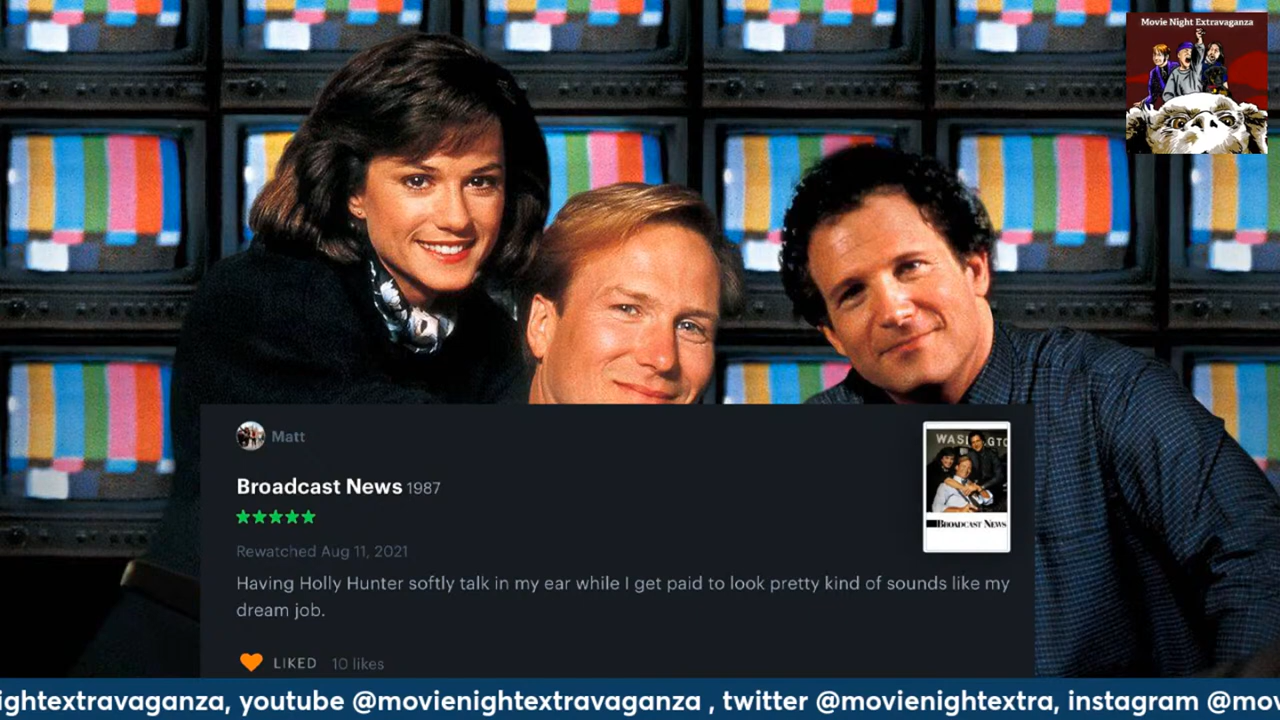 Movie Night Extravaganza
Matt
Broadcast News 1987
WASHINGTO
BROADCAST NEWS
Rewatched Aug 11, 2021
Having Holly Hunter softly talk in my ear while I get paid to look pretty kind of sounds like my
dream job.
LIKED 10 likes
ightextravaganza, youtube @movienightextravaganza , twitter @movienightextra, instagram @mov